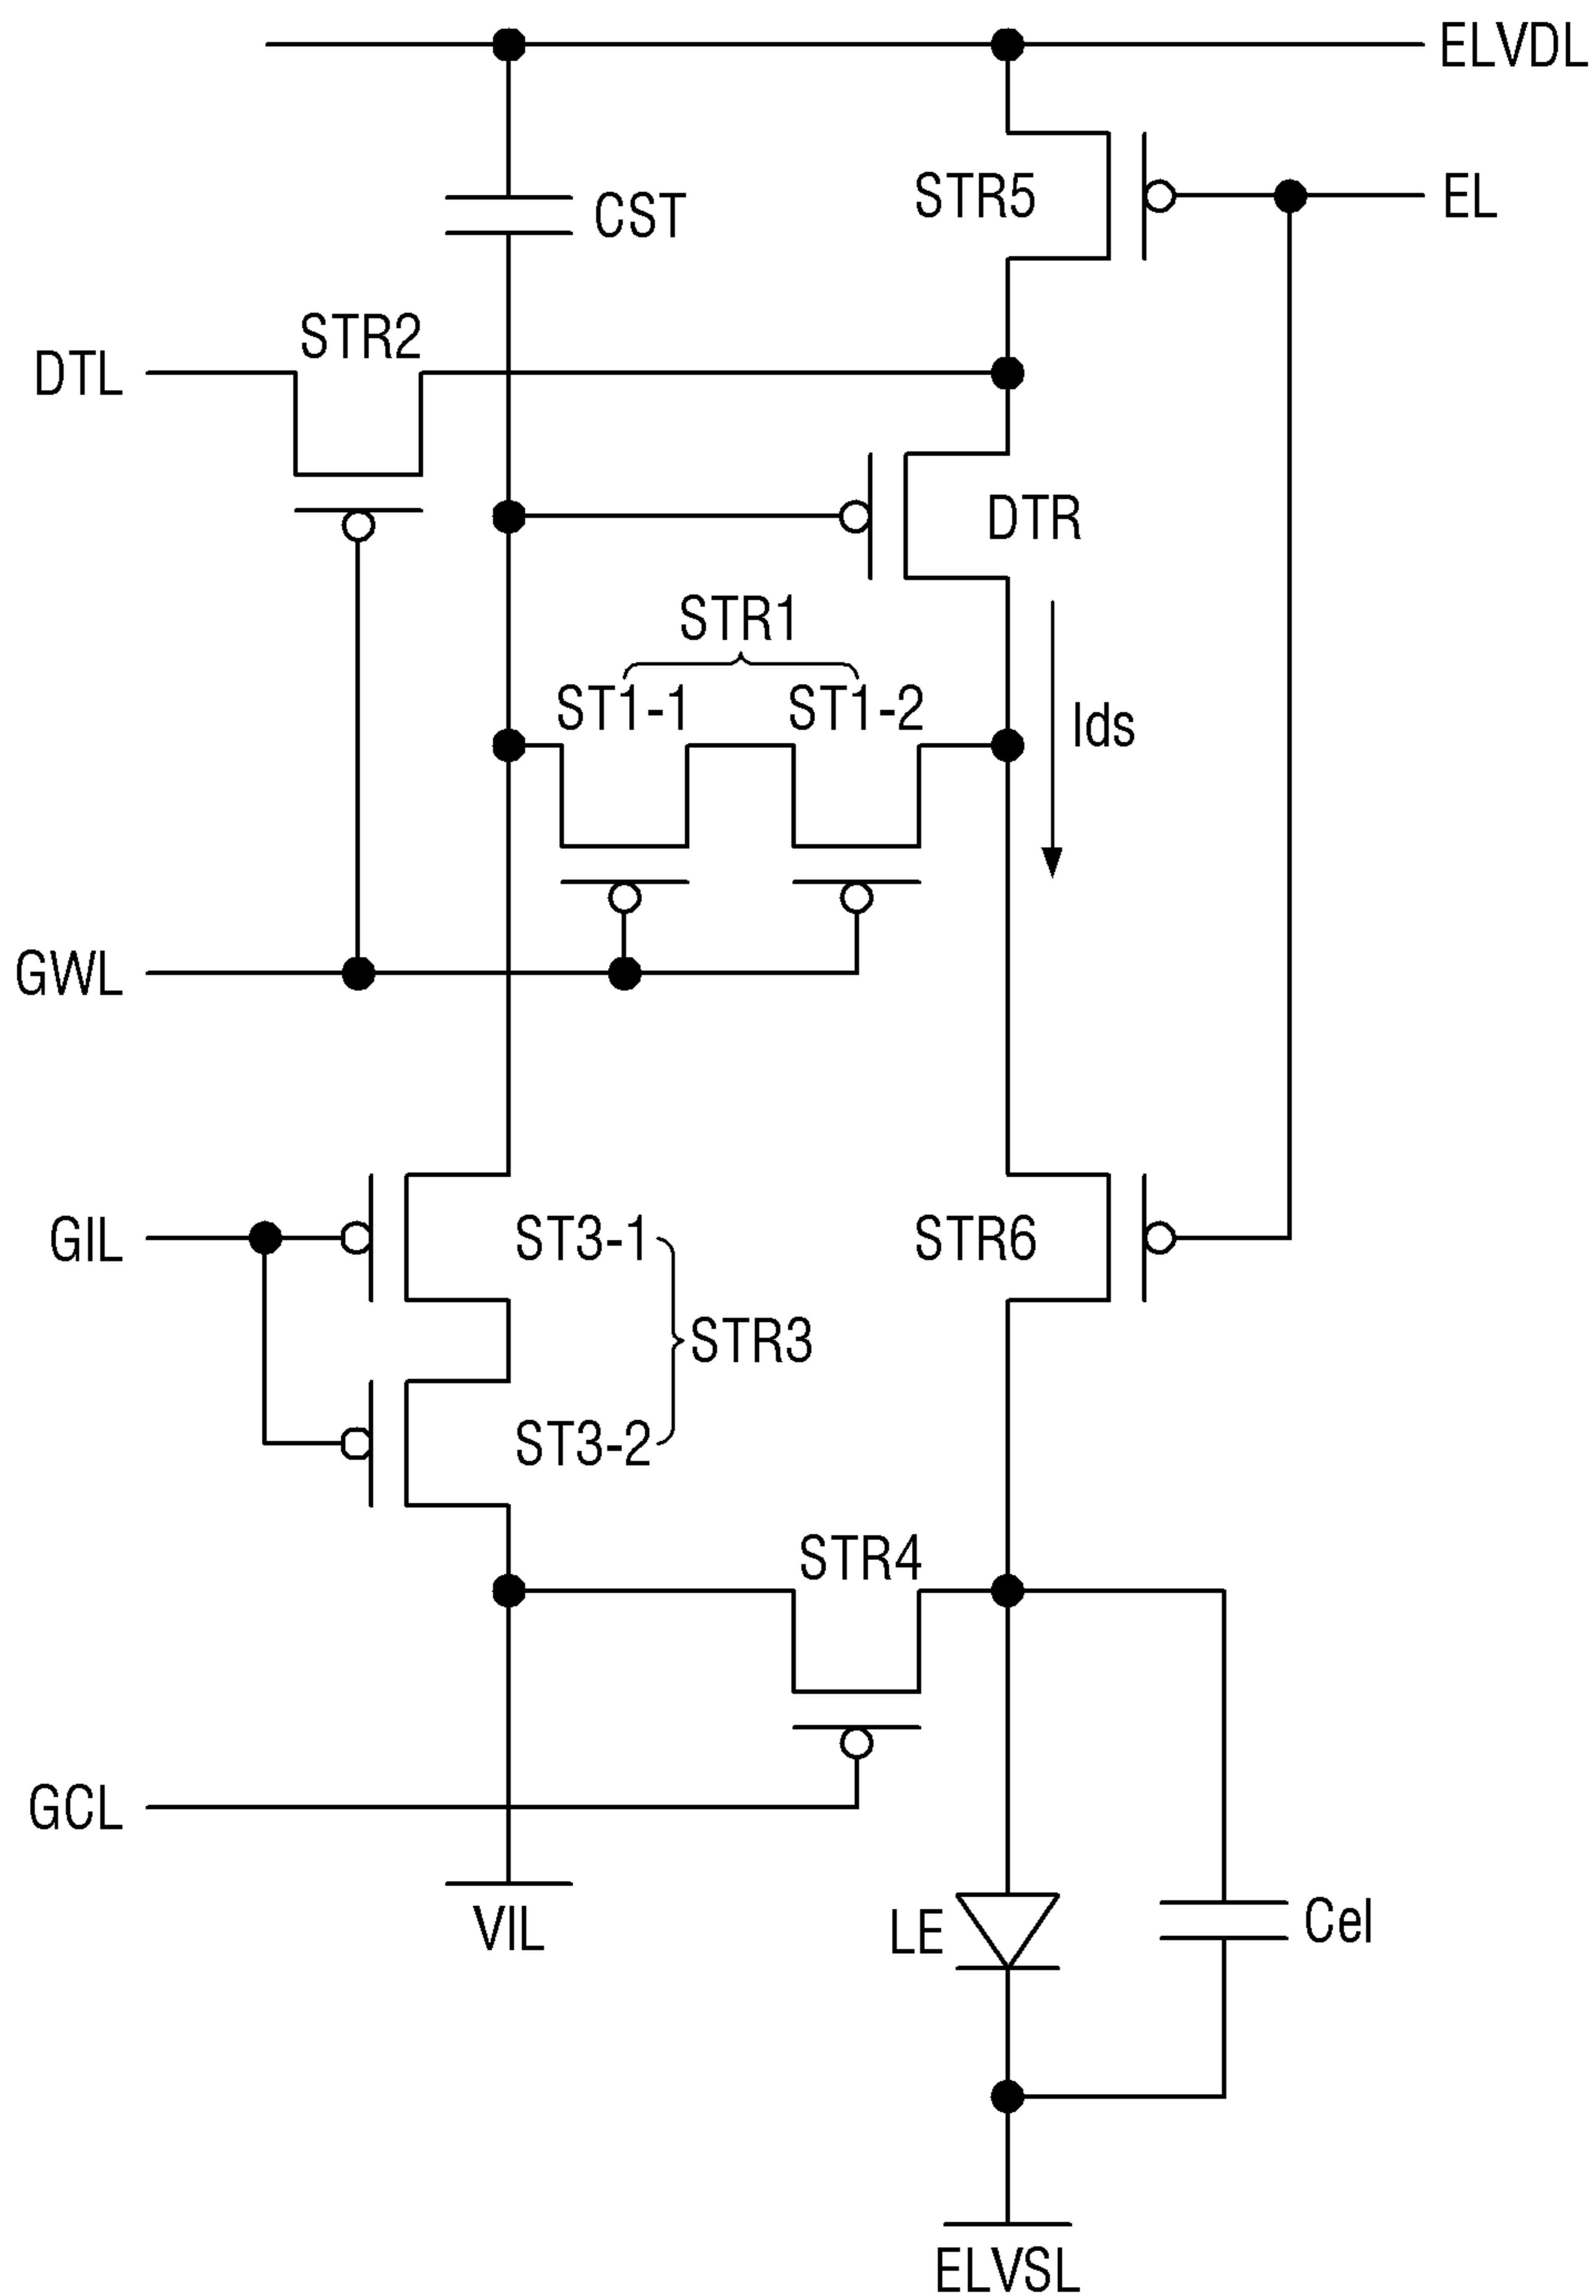 ELVDL
STR5
EL
CST
STR2
DTL
DTR
STR1
ST1-1
ST1-2
Ids
GWL
GIL
ST3-1
STR6
STR3
ST3-2
STR4
GCL
VIL
LE
Cel
ELVSL